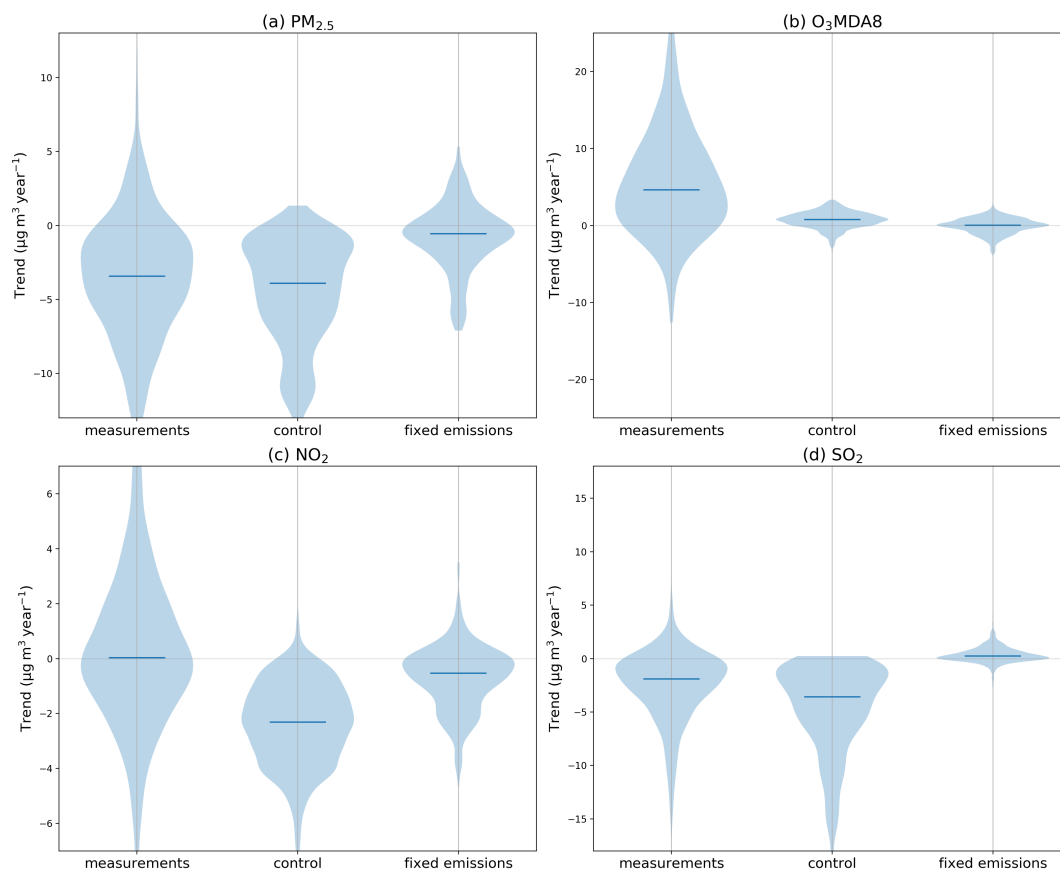 (a) PM2.5
10
5
0
−5
−10
Trend (μg m³ year⁻¹)
measurements control fixed emissions
(b) O₃MDA8
20
10
0
−10
−20
Trend (μg m³ year⁻¹)
measurements control fixed emissions
(c) NO₂
6
4
2
0
−2
−4
−6
Trend (μg m³ year⁻¹)
measurements control fixed emissions
(d) SO₂
15
10
5
0
−5
−10
−15
Trend (μg m³ year⁻¹)
measurements control fixed emissions